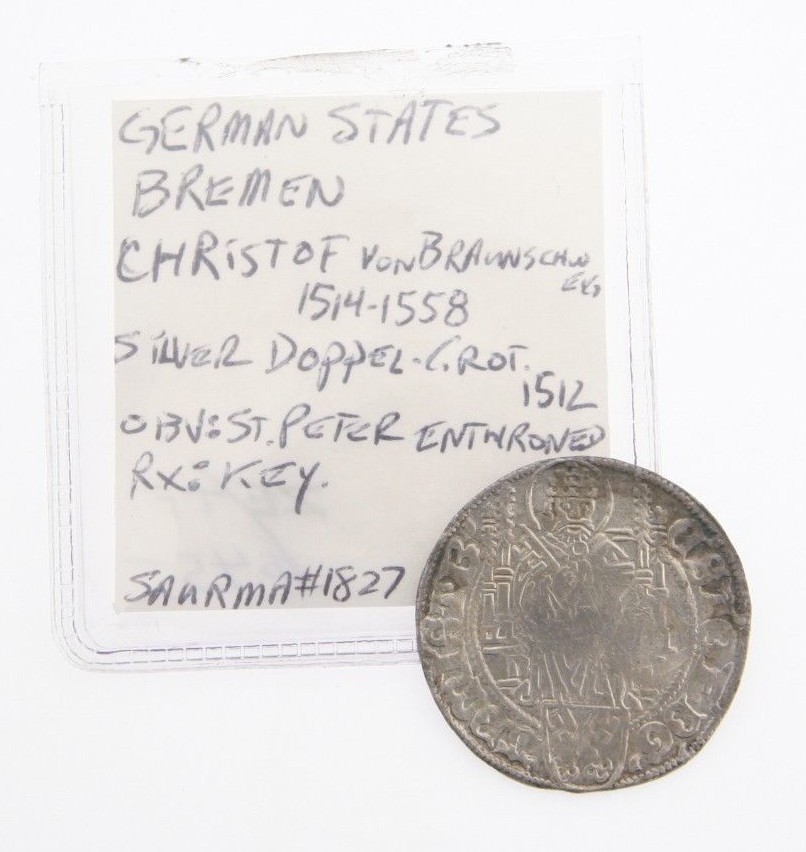 GERMAN STATES
BREMEN
CHRISTOF VON BRAUNSCHW
EIG
1514-1558
SILVER DOPPEL-GROT.
1512
OBV: ST. PETER ENTHRONED
RX: KEY.
SAURMA #1827